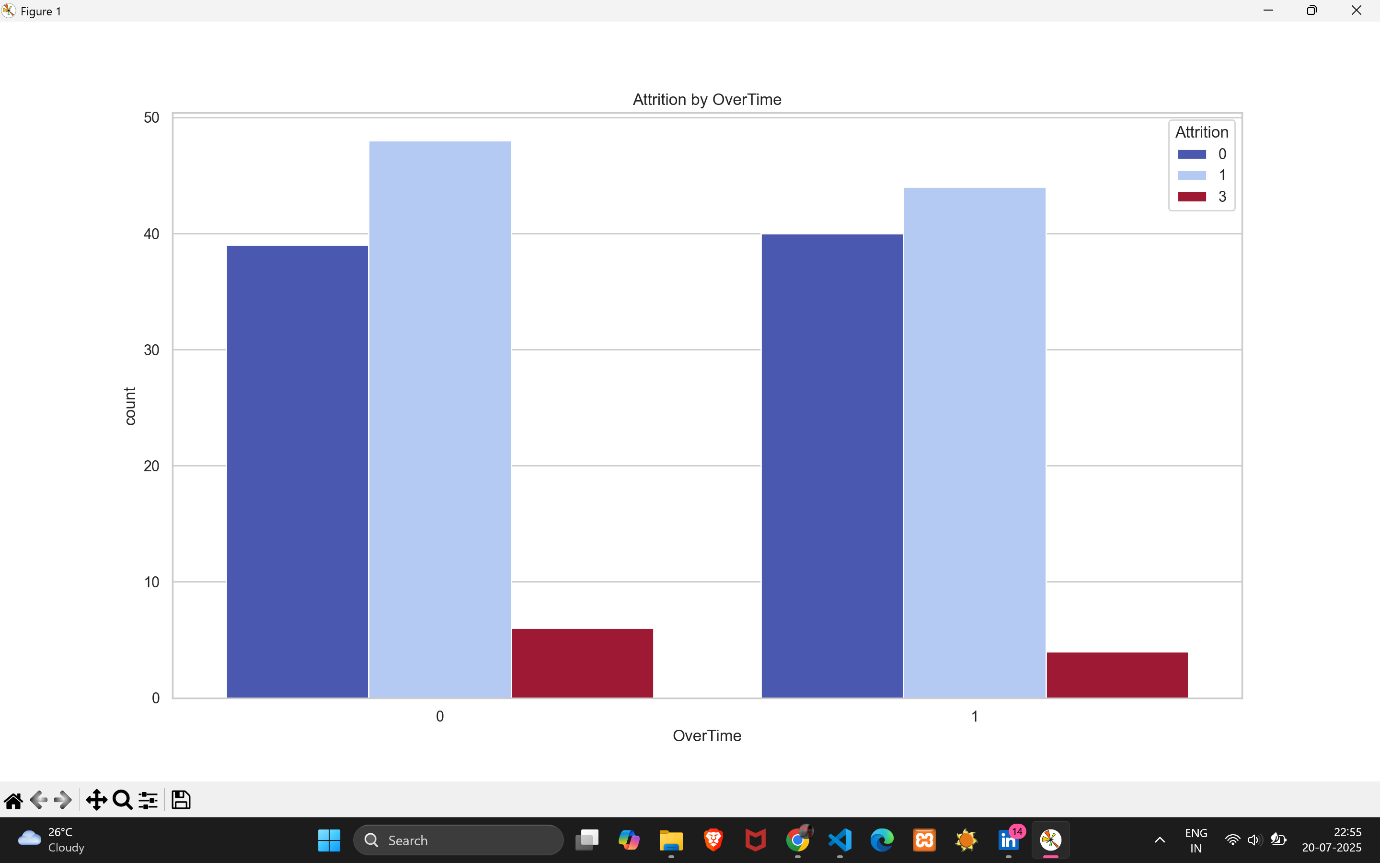 Figure 1
Attrition by OverTime
50
40
30
20
10
0
count
Attrition
0
1
3
0 1
OverTime
26°C
Cloudy
Search
in 14
ENG
IN
22:55
20-07-2025